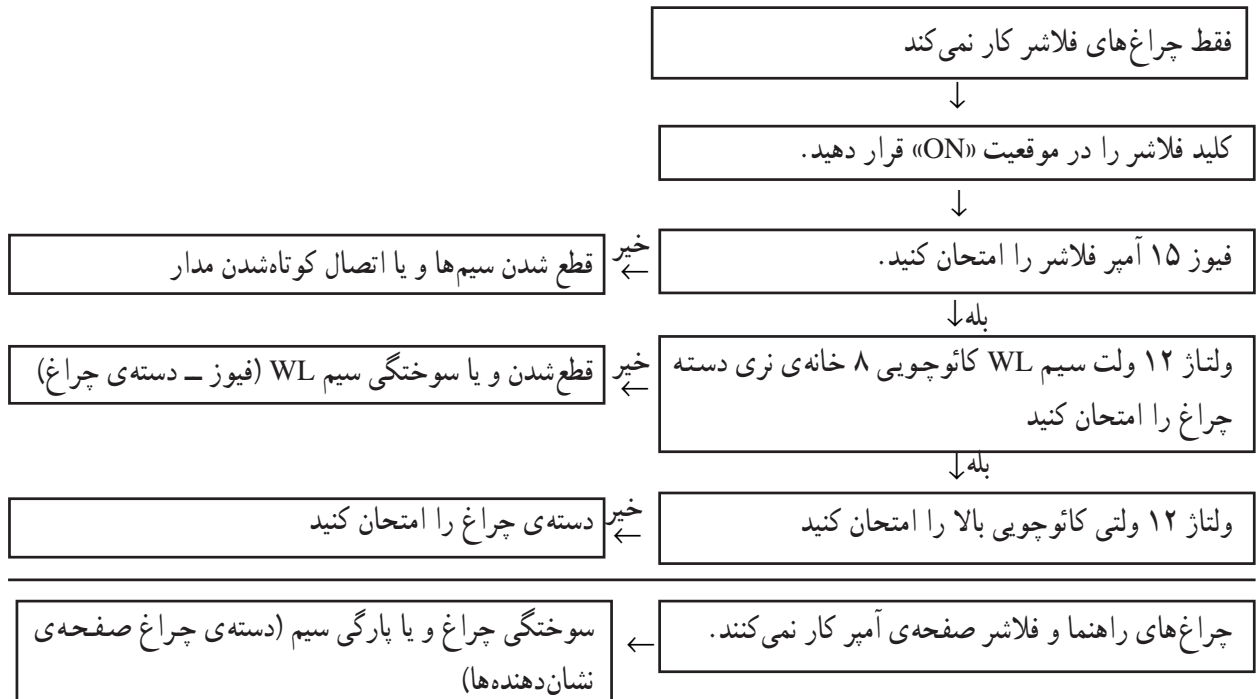 فقط چراغ‌های فلاشر کار نمی‌کند
↓
کلید فلاشر را در موقعیت «ON» قرار دهید.
↓
فیوز ۱۵ آمپر فلاشر را امتحان کنید.
خیر
←
قطع شدن سیم‌ها و یا اتصال کوتاه‌شدن مدار
بله↓
ولتاژ ۱۲ ولت سیم WL کائوچویی ۸ خانه‌ی نری دسته
چراغ را امتحان کنید
خیر
←
قطع‌شدن و یا سوختگی سیم WL (فیوز ــ دسته‌ی چراغ)
بله↓
ولتاژ ۱۲ ولتی کائوچویی بالا را امتحان کنید
خیر
←
دسته‌ی چراغ را امتحان کنید
چراغ‌های راهنما و فلاشر صفحه‌ی آمپر کار نمی‌کنند.
←
سوختگی چراغ و یا پارگی سیم (دسته‌ی چراغ صفحه‌ی
نشان‌دهنده‌ها)